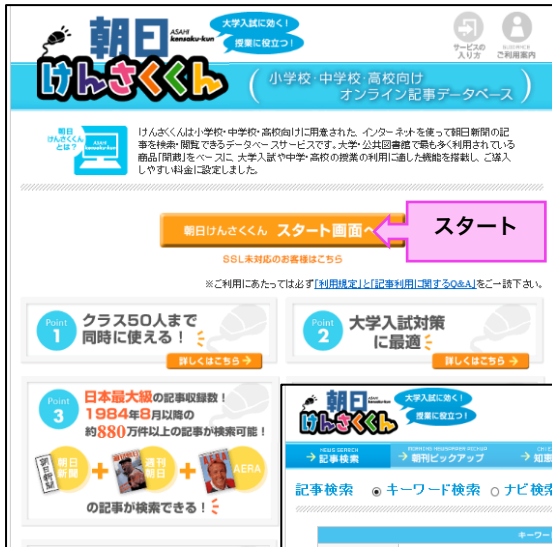 朝日
ASAHI
kensaku-kun
けんさくくん
大学入試に効く！
授業に役立つ！
サービスの
入り方
GUIDANCE
ご利用案内
小学校・中学校・高校向け
オンライン記事データベース
朝日
けんさくくん
とは？
Asahi
kensaku-kun
けんさくくんは小学校・中学校・高校向けに用意された、インターネットを使って朝日新聞の記
事を検索・閲覧できるデータベースサービスです。大学・公共図書館で最も多く利用されている
商品「聞蔵」をベースに、大学入試や中学・高校の授業の利用に適した機能を搭載し、ご導入
しやすい料金に設定しました。
朝日けんさくくん スタート画面へ
スタート
SSL未対応のお客様はこちら
※ご利用にあたっては必ず「利用規定」と「記事利用に関するQ&A」をご一読下さい。
Point
1
クラス50人まで
同時に使える！
詳しくはこちら→
Point
2
大学入試対策
に最適
詳しくはこちら→
Point
3
日本最大級の記事収録数！
1984年8月以降の
約880万件以上の記事が検索可能！
朝日新聞
朝日
新聞
+
週刊
朝日
+
AERA
の記事が検索できる！
朝日
けんさくくん
大学入試に効く！
授業に役立つ！
NEWS SEARCH
→記事検索
→朝刊ピックアップ
→知恵
記事検索 キーワード検索 ナビ検索
キーワー